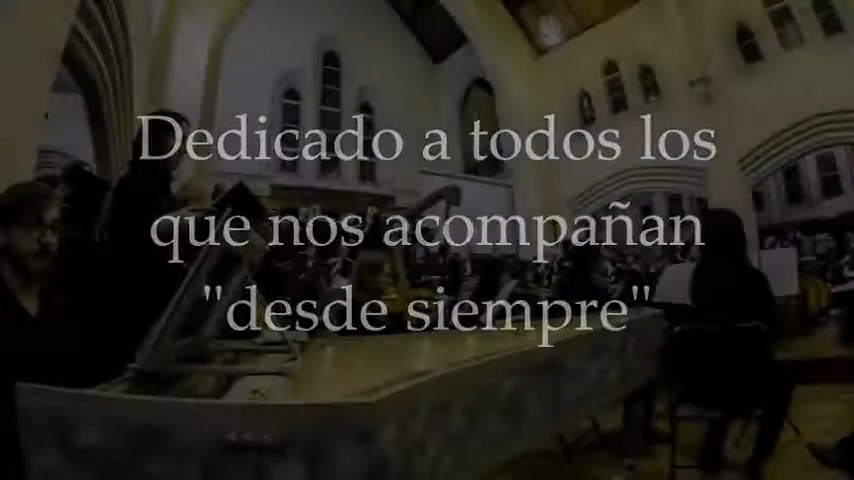 Dedicado a todos los
que nos acompañan
"desde siempre"